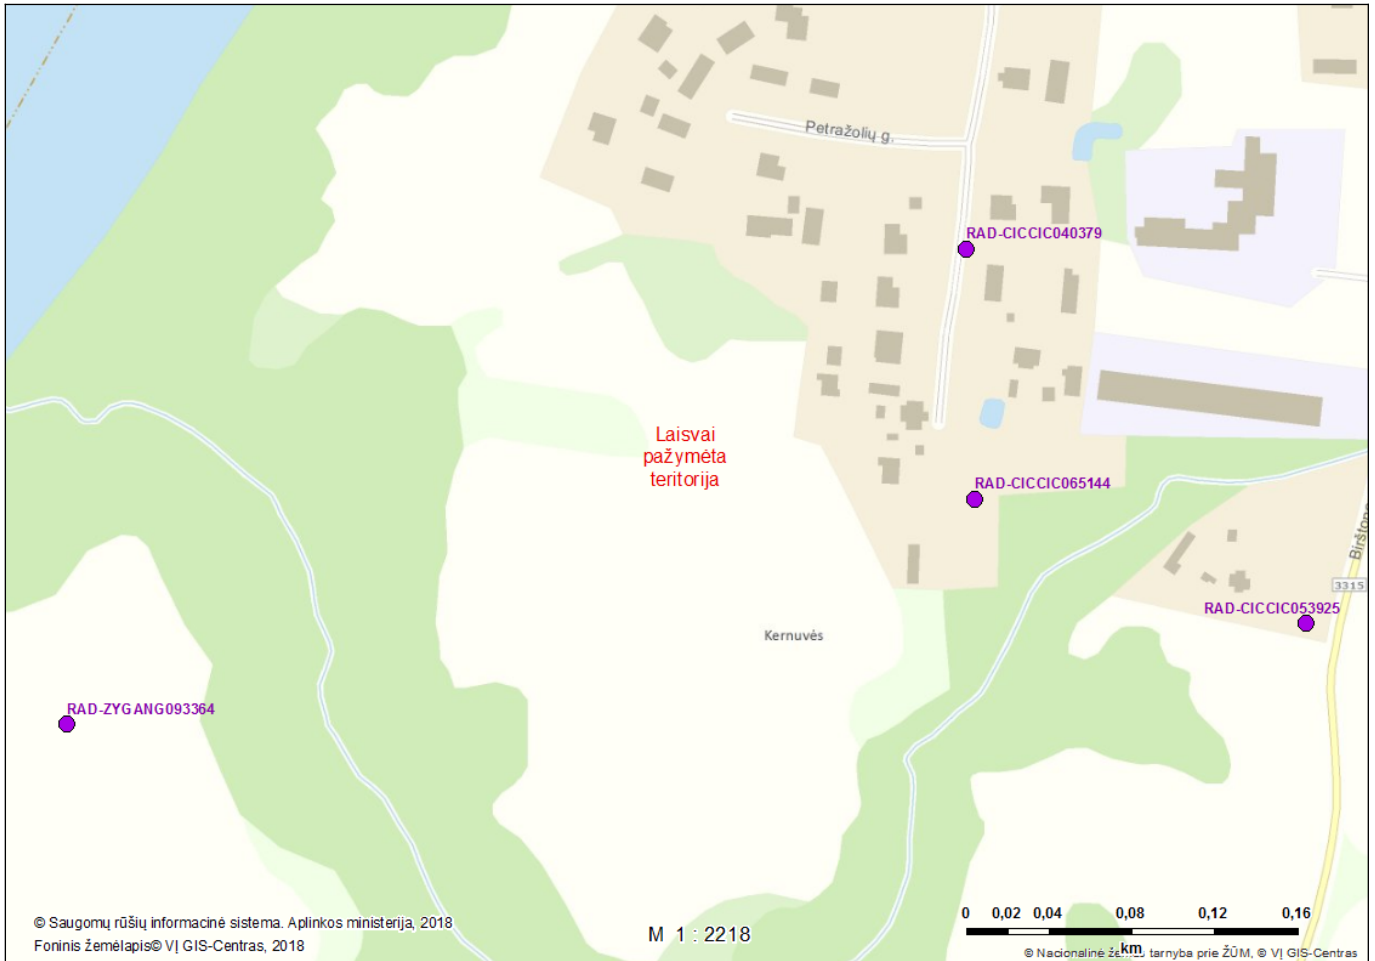 Petražolių g.
RAD-CICCIC040379
Laisvai
pažymėta
teritorija
RAD-CICCIC065144
3315
RAD-CICCIC053925
Kernuvės
RAD-ZYGANG093364
0 0,02 0,04 0,08 0,12 0,16
km
© Saugomų rūšių informacinė sistema. Aplinkos ministerija, 2018
Foninis žemėlapis© VĮ GIS-Centras, 2018
M 1 : 2218
© Nacionalinė tarnyba prie ŽŪM, © VĮ GIS-Centras